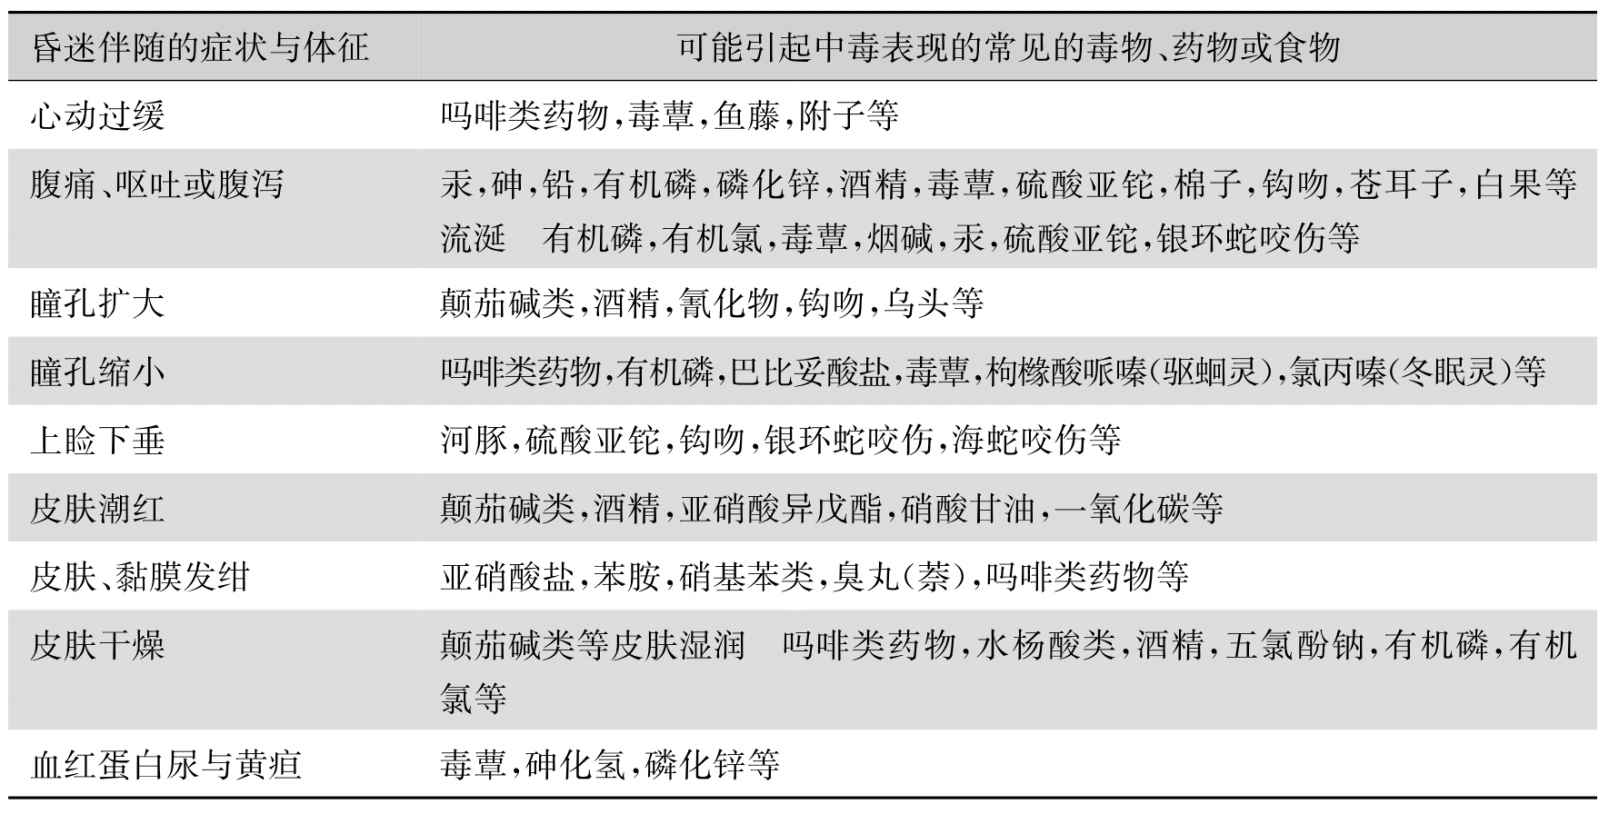 昏迷伴随的症状与体征 可能引起中毒表现的常见的毒物、药物或食物
心动过缓 吗啡类药物,毒蕈,鱼藤,附子等
腹痛、呕吐或腹泻 汞,砷,铅,有机磷,磷化锌,酒精,毒蕈,硫酸亚铊,棉子,钩吻,苍耳子,白果等
流涎 有机磷,有机氯,毒蕈,烟碱,汞,硫酸亚铊,银环蛇咬伤等
瞳孔扩大 颠茄碱类,酒精,氰化物,钩吻,乌头等
瞳孔缩小 吗啡类药物,有机磷,巴比妥酸盐,毒蕈,枸橼酸哌嗪(驱蛔灵),氯丙嗪(冬眠灵)等
上睑下垂 河豚,硫酸亚铊,钩吻,银环蛇咬伤,海蛇咬伤等
皮肤潮红 颠茄碱类,酒精,亚硝酸异戊酯,硝酸甘油,一氧化碳等
皮肤、黏膜发绀 亚硝酸盐,苯胺,硝基苯类,臭丸(萘),吗啡类药物等
皮肤干燥 颠茄碱类等皮肤湿润 吗啡类药物,水杨酸类,酒精,五氯酚钠,有机磷,有机
氯等
血红蛋白尿与黄疸 毒蕈,砷化氢,磷化锌等